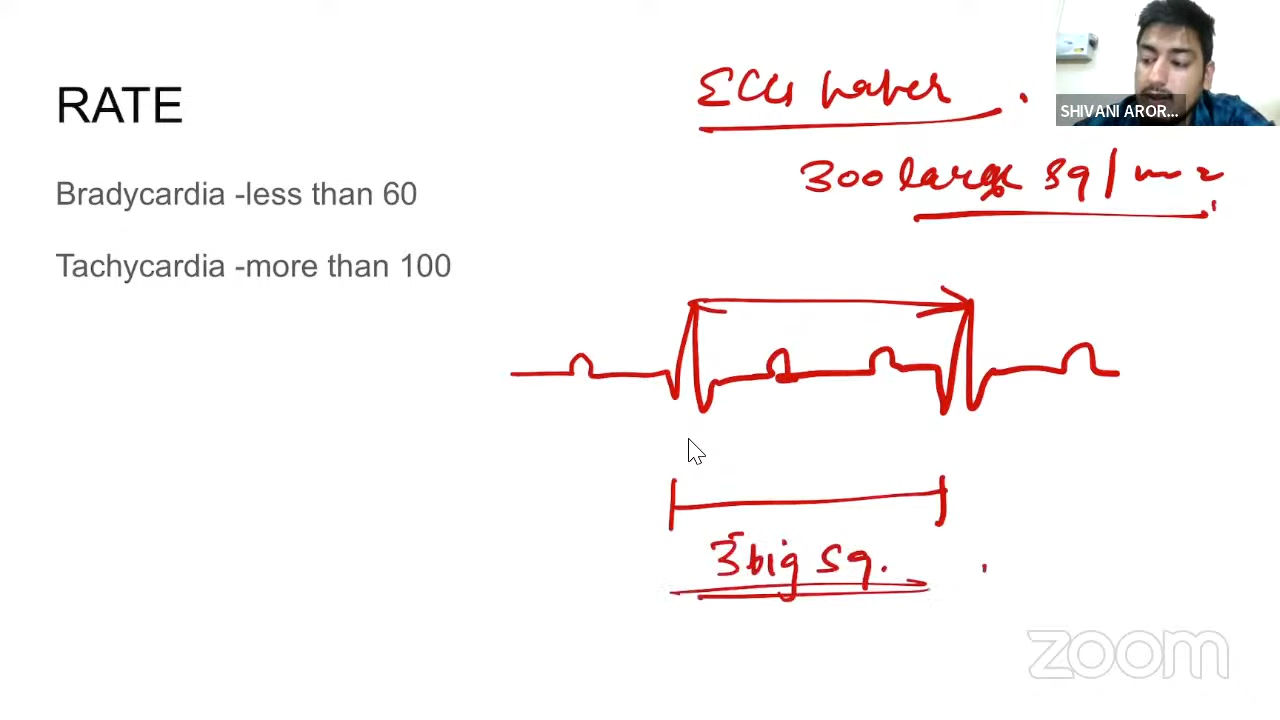 RATE
Bradycardia -less than 60
Tachycardia -more than 100
ECG paper
300 large sq/
3 big sq.
SHIVANI AROR...
zoom